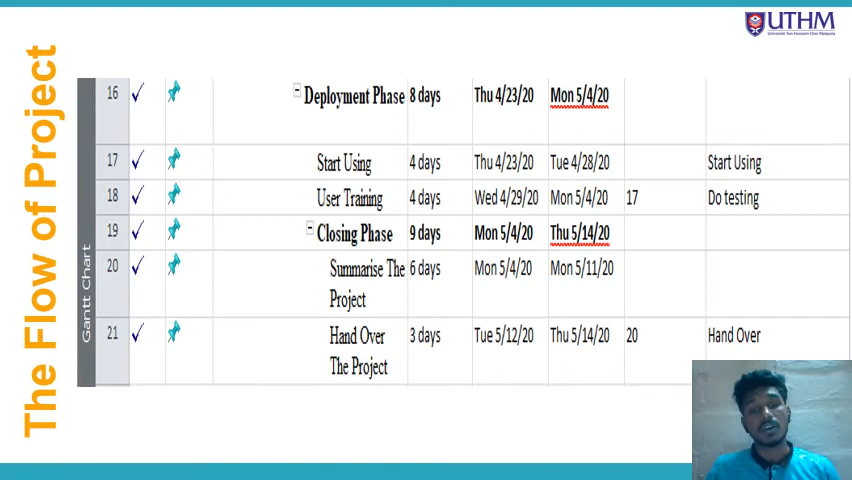 UTHM
Universiti Tun Hussein Onn Malaysia
The Flow of Project
Gantt Chart
16 Deployment Phase 8 days Thu 4/23/20 Mon 5/4/20
17 Start Using 4 days Thu 4/23/20 Tue 4/28/20 Start Using
18 User Training 4 days Wed 4/29/20 Mon 5/4/20 17 Do testing
19 Closing Phase 9 days Mon 5/4/20 Thu 5/14/20
20 Summarise The 6 days Mon 5/4/20 Mon 5/11/20
Project
21 Hand Over 3 days Tue 5/12/20 Thu 5/14/20 20 Hand Over
The Project